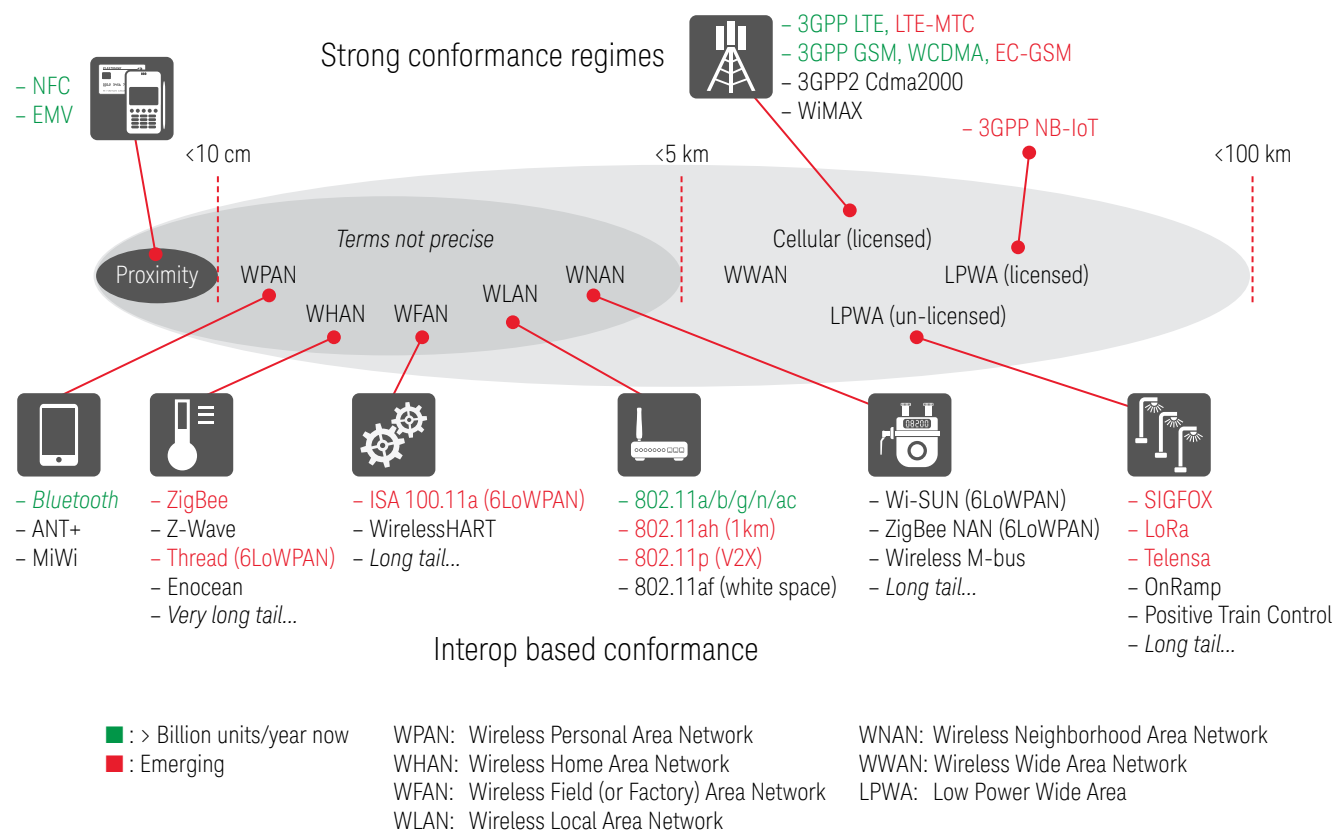 Strong conformance regimes
– NFC
– EMV
– 3GPP LTE, LTE-MTC
– 3GPP GSM, WCDMA, EC-GSM
– 3GPP2 Cdma2000
– WiMAX
– 3GPP NB-IoT
<10 cm
<5 km
<100 km
Terms not precise
Cellular (licensed)
Proximity
WPAN
WNAN
WWAN
LPWA (licensed)
WLAN
WHAN
WFAN
LPWA (un-licensed)
08200
– Bluetooth
– ANT+
– MiWi
– ZigBee
– Z-Wave
– Thread (6LoWPAN)
– Enocean
– Very long tail...
– ISA 100.11a (6LoWPAN)
– WirelessHART
– Long tail...
– 802.11a/b/g/n/ac
– 802.11ah (1km)
– 802.11p (V2X)
– 802.11af (white space)
– Wi-SUN (6LoWPAN)
– ZigBee NAN (6LoWPAN)
– Wireless M-bus
– Long tail...
– SIGFOX
– LoRa
– Telensa
– OnRamp
– Positive Train Control
– Long tail...
Interop based conformance
: > Billion units/year now
: Emerging
WPAN: Wireless Personal Area Network
WHAN: Wireless Home Area Network
WFAN: Wireless Field (or Factory) Area Network
WLAN: Wireless Local Area Network
WNAN: Wireless Neighborhood Area Network
WWAN: Wireless Wide Area Network
LPWA: Low Power Wide Area